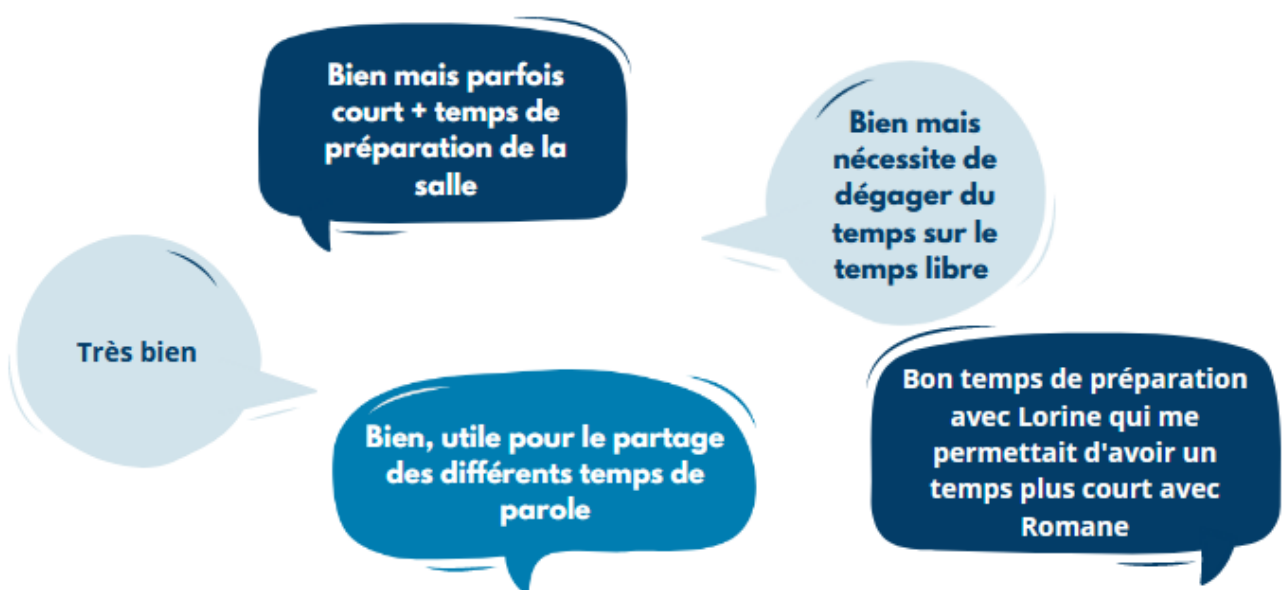 Bien mais parfois
court + temps de
préparation de la
salle
Bien mais
nécessite de
dégager du
temps sur le
temps libre
Très bien
Bien, utile pour le partage
des différents temps de
parole
Bon temps de préparation
avec Lorine qui me
permettait d'avoir un
temps plus court avec
Romane